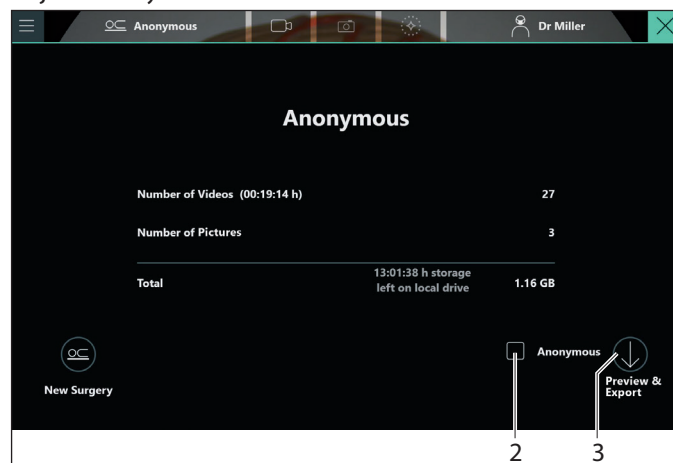 Anonymous
Dr Miller
Anonymous
Number of Videos (00:19:14 h)
27
Number of Pictures
3
Total
13:01:38 h storage
left on local drive
1.16 GB
New Surgery
Anonymous
Preview &
Export
2
3